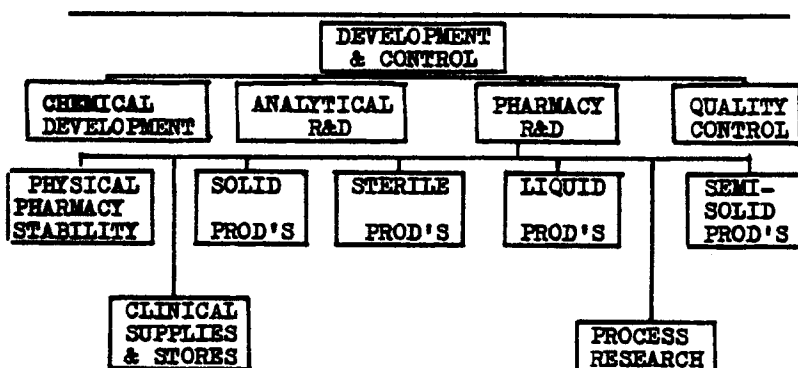 DEVELOPMENT
& CONTROL
CHEMICAL
DEVELOPMENT
ANALYTICAL
R&D
PHARMACY
R&D
QUALITY
CONTROL
PHYSICAL
PHARMACY
STABILITY
SOLID
PROD'S
STERILE
PROD'S
LIQUID
PROD'S
SEMI-
SOLID
PROD'S
CLINICAL
SUPPLIES
& STORES
PROCESS
RESEARCH